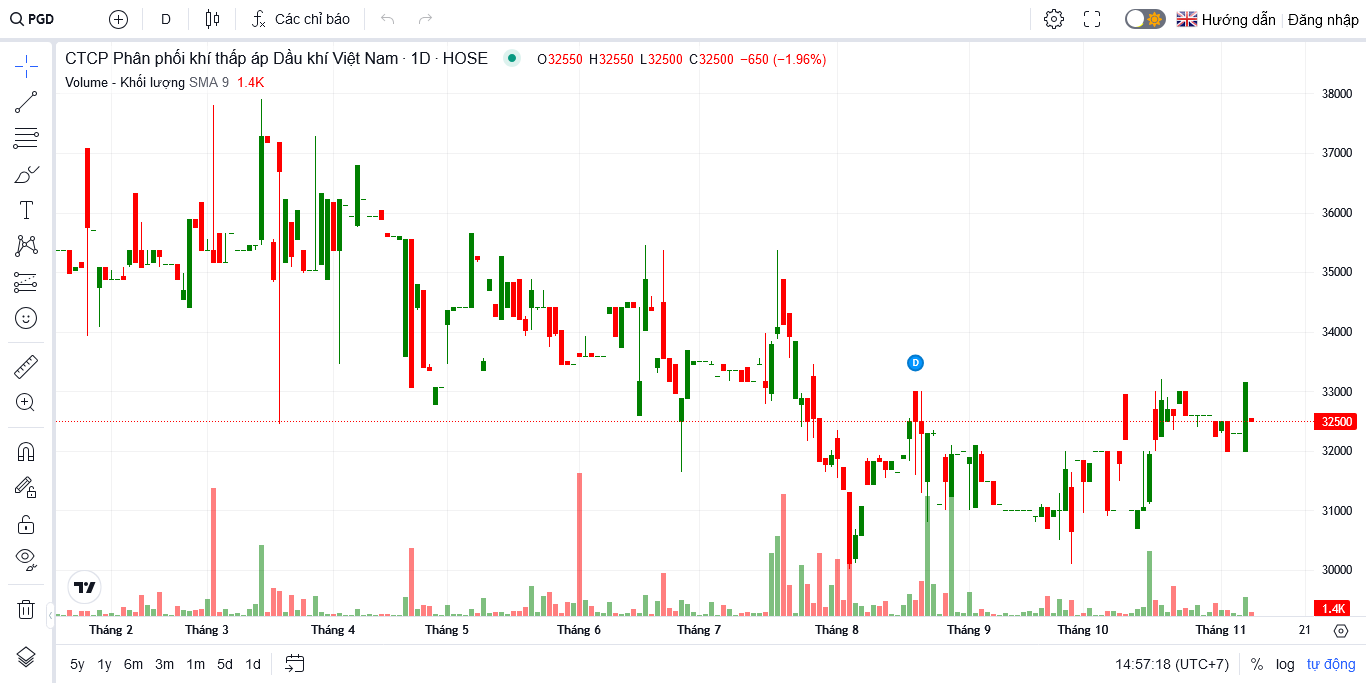 PGD D Các chỉ báo Hướng dẫn Đăng nhập
CTCP Phân phối khí thấp áp Dầu khí Việt Nam · 1D · HOSE O32550 H32550 L32500 C32500 −650 (−1.96%)
Volume - Khối lượng SMA 9 1.4K
38000
37000
36000
35000
34000
33000
32500
32000
31000
30000
1.4K
D
Tháng 2 Tháng 3 Tháng 4 Tháng 5 Tháng 6 Tháng 7 Tháng 8 Tháng 9 Tháng 10 Tháng 11 21
5y 1y 6m 3m 1m 5d 1d 14:57:18 (UTC+7) % log tự động